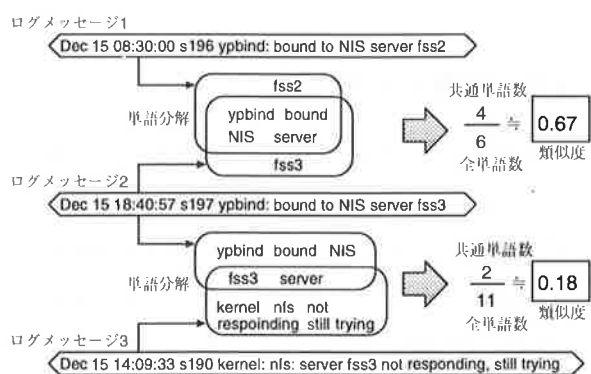 ログメッセージ1
Dec 15 08:30:00 s196 ypbind: bound to NIS server fss2
単語分解
fss2
ypbind bound
NIS server
fss3
共通単語数
4
6
≒
0.67
全単語数
類似度
ログメッセージ2
Dec 15 18:40:57 s197 ypbind: bound to NIS server fss3
単語分解
ypbind bound NIS
fss3 server
kernel nfs not
respoinding still trying
共通単語数
2
11
≒
0.18
全単語数
類似度
ログメッセージ3
Dec 15 14:09:33 s190 kernel: nfs: server fss3 not responding, still trying